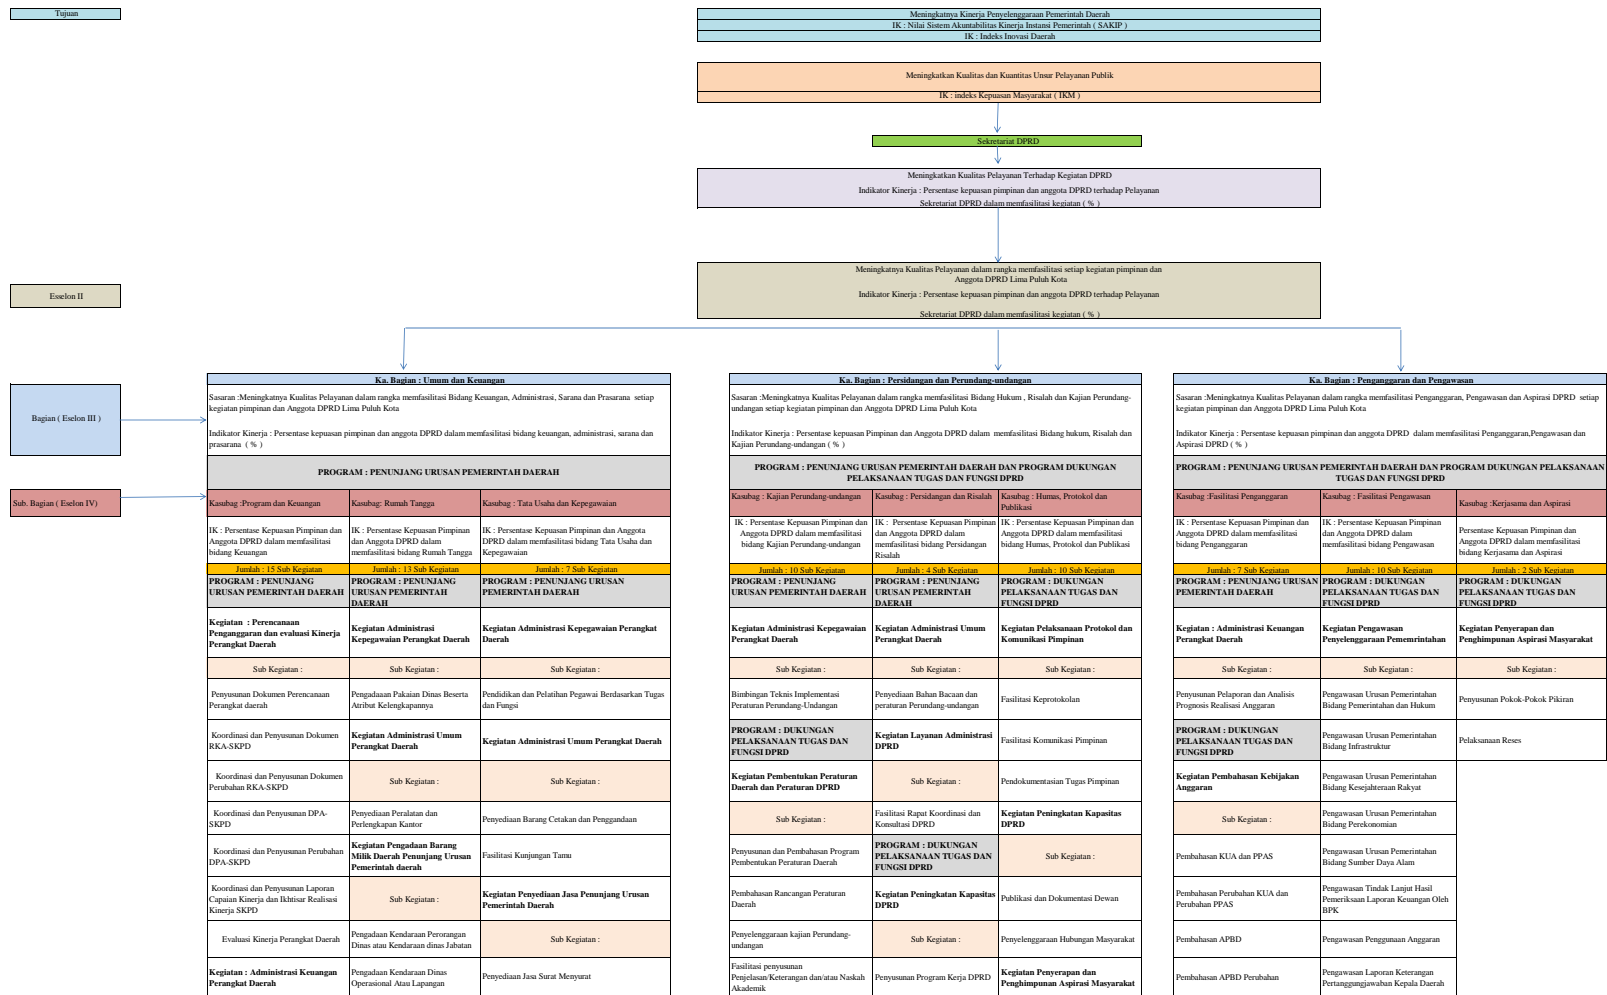 Tujuan
Meningkatnya Kinerja Penyelenggaraan Pemerintah Daerah
IK : Nilai Sistem Akuntabilitas Kinerja Instansi Pemerintah ( SAKIP )
IK : Indeks Inovasi Daerah
Meningkatkan Kualitas dan Kuantitas Unsur Pelayanan Publik
IK : indeks Kepuasan Masyarakat ( IKM )
Sekretariat DPRD
Meningkatkan Kualitas Pelayanan Terhadap Kegiatan DPRD
Indikator Kinerja : Persentase kepuasan pimpinan dan anggota DPRD terhadap Pelayanan
Sekretariat DPRD dalam memfasilitasi kegiatan ( % )
Esselon II
Meningkatnya Kualitas Pelayanan dalam rangka memfasilitasi setiap kegiatan pimpinan dan
Anggota DPRD Lima Puluh Kota
Indikator Kinerja : Persentase kepuasan pimpinan dan anggota DPRD terhadap Pelayanan
Sekretariat DPRD dalam memfasilitasi kegiatan ( % )
Bagian ( Eselon III )
Sub. Bagian ( Eselon IV)
Ka. Bagian : Umum dan Keuangan
Sasaran :Meningkatnya Kualitas Pelayanan dalam rangka memfasilitasi Bidang Keuangan, Administrasi, Sarana dan Prasarana setiap
kegiatan pimpinan dan Anggota DPRD Lima Puluh Kota
Indikator Kinerja : Persentase kepuasan pimpinan dan anggota DPRD dalam memfasilitasi bidang keuangan, administrasi, sarana dan
prasarana ( % )
PROGRAM : PENUNJANG URUSAN PEMERINTAH DAERAH
Kasubag :Program dan Keuangan
IK : Persentase Kepuasan Pimpinan dan
Anggota DPRD dalam memfasilitasi
bidang Keuangan
Jumlah : 15 Sub Kegiatan
PROGRAM : PENUNJANG
URUSAN PEMERINTAH DAERAH
Kegiatan : Perencanaan
Penganggaran dan evaluasi Kinerja
Perangkat Daerah
Sub Kegiatan :
Penyusunan Dokumen Perencanaan
Perangkat daerah
Koordinasi dan Penyusunan Dokumen
RKA-SKPD
Koordinasi dan Penyusunan Dokumen
Perubahan RKA-SKPD
Koordinasi dan Penyusunan DPA-
SKPD
Koordinasi dan Penyusunan Perubahan
DPA-SKPD
Koordinasi dan Penyusunan Laporan
Capaian Kinerja dan Ikhtisar Realisasi
Kinerja SKPD
Evaluasi Kinerja Perangkat Daerah
Kegiatan : Administrasi Keuangan
Perangkat Daerah
Kasubag: Rumah Tangga
IK : Persentase Kepuasan Pimpinan
dan Anggota DPRD dalam
memfasilitasi bidang Rumah Tangga
Jumlah : 13 Sub Kegiatan
PROGRAM : PENUNJANG
URUSAN PEMERINTAH
DAERAH
Kegiatan Administrasi
Kepegawaian Perangkat Daerah
Sub Kegiatan :
Pengadaaan Pakaian Dinas Beserta
Atribut Kelengkapannya
Kegiatan Administrasi Umum
Perangkat Daerah
Sub Kegiatan :
Penyediaan Peralatan dan
Perlengkapan Kantor
Kegiatan Pengadaan Barang
Milik Daerah Penunjang Urusan
Pemerintah daerah
Sub Kegiatan :
Pengadaan Kendaraan Perorangan
Dinas atau Kendaraan dinas Jabatan
Pengadaan Kendaraan Dinas
Operasional Atau Lapangan
Kasubag : Tata Usaha dan Kepegawaian
IK : Persentase Kepuasan Pimpinan dan Anggota
DPRD dalam memfasilitasi bidang Tata Usaha dan
Kepegawaian
Jumlah : 7 Sub Kegiatan
PROGRAM : PENUNJANG URUSAN
PEMERINTAH DAERAH
Kegiatan Administrasi Kepegawaian Perangkat
Daerah
Sub Kegiatan :
Pendidikan dan Pelatihan Pegawai Berdasarkan Tugas
dan Fungsi
Kegiatan Administrasi Umum Perangkat Daerah
Sub Kegiatan :
Penyediaan Barang Cetakan dan Penggandaan
Fasilitasi Kunjungan Tamu
Kegiatan Penyediaan Jasa Penunjang Urusan
Pemerintah Daerah
Sub Kegiatan :
Penyediaan Jasa Surat Menyurat
Ka. Bagian : Persidangan dan Perundang-undangan
Sasaran :Meningkatnya Kualitas Pelayanan dalam rangka memfasilitasi Bidang Hukum , Risalah dan Kajian Perundang-
undangan setiap kegiatan pimpinan dan Anggota DPRD Lima Puluh Kota
Indikator Kinerja : Persentase kepuasan Pimpinan dan Anggota DPRD dalam memfasilitasi Bidang hukum, Risalah dan
Kajian Perundang-undangan ( % )
PROGRAM : PENUNJANG URUSAN PEMERINTAH DAERAH DAN PROGRAM DUKUNGAN
PELAKSANAAN TUGAS DAN FUNGSI DPRD
Kasubag : Kajian Perundang-undangan
IK : Persentase Kepuasan Pimpinan dan
Anggota DPRD dalam memfasilitasi
bidang Kajian Perundang-undangan
Jumlah : 10 Sub Kegiatan
PROGRAM : PENUNJANG
URUSAN PEMERINTAH DAERAH
Kegiatan Administrasi Kepegawaian
Perangkat Daerah
Sub Kegiatan :
Bimbingan Teknis Implementasi
Peraturan Perundang-Undangan
PROGRAM : DUKUNGAN
PELAKSANAAN TUGAS DAN
FUNGSI DPRD
Kegiatan Pembentukan Peraturan
Daerah dan Peraturan DPRD
Sub Kegiatan :
Penyusunan dan Pembahasan Program
Pembentukan Peraturan Daerah
Pembahasan Rancangan Peraturan
Daerah
Penyelenggaraan kajian Perundang-
undangan
Fasilitasi penyusunan
Penjelasan/Keterangan dan/atau Naskah
Akademik
Kasubag : Persidangan dan Risalah
IK : Persentase Kepuasan Pimpinan
dan Anggota DPRD dalam
memfasilitasi bidang Persidangan
Risalah
Jumlah : 4 Sub Kegiatan
PROGRAM : PENUNJANG
URUSAN PEMERINTAH
DAERAH
Kegiatan Administrasi Umum
Perangkat Daerah
Sub Kegiatan :
Penyediaan Bahan Bacaan dan
peraturan Perundang-undangan
Kegiatan Layanan Administrasi
DPRD
Sub Kegiatan :
Fasilitasi Rapat Koordinasi dan
Konsultasi DPRD
PROGRAM : DUKUNGAN
PELAKSANAAN TUGAS DAN
FUNGSI DPRD
Kegiatan Peningkatan Kapasitas
DPRD
Sub Kegiatan :
Penyusunan Program Kerja DPRD
Kasubag : Humas, Protokol dan
Publikasi
IK : Persentase Kepuasan Pimpinan dan
Anggota DPRD dalam memfasilitasi
bidang Humas, Protokol dan Publikasi
Jumlah : 10 Sub Kegiatan
PROGRAM : DUKUNGAN
PELAKSANAAN TUGAS DAN
FUNGSI DPRD
Kegiatan Pelaksanaan Protokol dan
Komunikasi Pimpinan
Sub Kegiatan :
Fasilitasi Keprotokolan
Fasilitasi Komunikasi Pimpinan
Pendokumentasian Tugas Pimpinan
Kegiatan Peningkatan Kapasitas
DPRD
Sub Kegiatan :
Publikasi dan Dokumentasi Dewan
Penyelenggaraan Hubungan Masyarakat
Kegiatan Penyerapan dan
Penghimpunan Aspirasi Masyarakat
Ka. Bagian : Penganggaran dan Pengawasan
Sasaran :Meningkatnya Kualitas Pelayanan dalam rangka memfasilitasi Penganggaran, Pengawasan dan Aspirasi DPRD setiap
kegiatan pimpinan dan Anggota DPRD Lima Puluh Kota
Indikator Kinerja : Persentase kepuasan pimpinan dan anggota DPRD dalam memfasilitasi Penganggaran,Pengawasan dan
Aspirasi DPRD ( % )
PROGRAM : PENUNJANG URUSAN PEMERINTAH DAERAH DAN PROGRAM DUKUNGAN PELAKSANAAN
TUGAS DAN FUNGSI DPRD
Kasubag :Fasilitasi Penganggaran
IK : Persentase Kepuasan Pimpinan dan
Anggota DPRD dalam memfasilitasi
bidang Penganggaran
Jumlah : 7 Sub Kegiatan
PROGRAM : PENUNJANG URUSAN
PEMERINTAH DAERAH
Kegiatan : Administrasi Keuangan
Perangkat Daerah
Sub Kegiatan :
Penyusunan Pelaporan dan Analisis
Prognosis Realisasi Anggaran
PROGRAM : DUKUNGAN
PELAKSANAAN TUGAS DAN
FUNGSI DPRD
Kegiatan Pembahasan Kebijakan
Anggaran
Sub Kegiatan :
Pembahasan KUA dan PPAS
Pembahasan Perubahan KUA dan
Perubahan PPAS
Pembahasan APBD
Pembahasan APBD Perubahan
Kasubag : Fasilitasi Pengawasan
IK : Persentase Kepuasan Pimpinan
dan Anggota DPRD dalam
memfasilitasi bidang Pengawasan
Jumlah : 10 Sub Kegiatan
PROGRAM : DUKUNGAN
PELAKSANAAN TUGAS DAN
FUNGSI DPRD
Kegiatan Pengawasan
Penyelenggaraan Pememrintahan
Sub Kegiatan :
Pengawasan Urusan Pemerintahan
Bidang Pemerintahan dan Hukum
Pengawasan Urusan Pemerintahan
Bidang Infrastruktur
Pengawasan Urusan Pemerintahan
Bidang Kesejahteraan Rakyat
Pengawasan Urusan Pemerintahan
Bidang Perekonomian
Pengawasan Urusan Pemerintahan
Bidang Sumber Daya Alam
Pengawasan Tindak Lanjut Hasil
Pemeriksaan Laporan Keuangan Oleh
BPK
Pengawasan Penggunaan Anggaran
Pengawasan Laporan Keterangan
Pertanggungjawaban Kepala Daerah
Kasubag :Kerjasama dan Aspirasi
Persentase Kepuasan Pimpinan dan
Anggota DPRD dalam memfasilitasi
bidang Kerjasama dan Aspirasi
Jumlah : 2 Sub Kegiatan
PROGRAM : DUKUNGAN
PELAKSANAAN TUGAS DAN
FUNGSI DPRD
Kegiatan Penyerapan dan
Penghimpunan Aspirasi Masyarakat
Sub Kegiatan :
Penyusunan Pokok-Pokok Pikiran
Pelaksanaan Reses